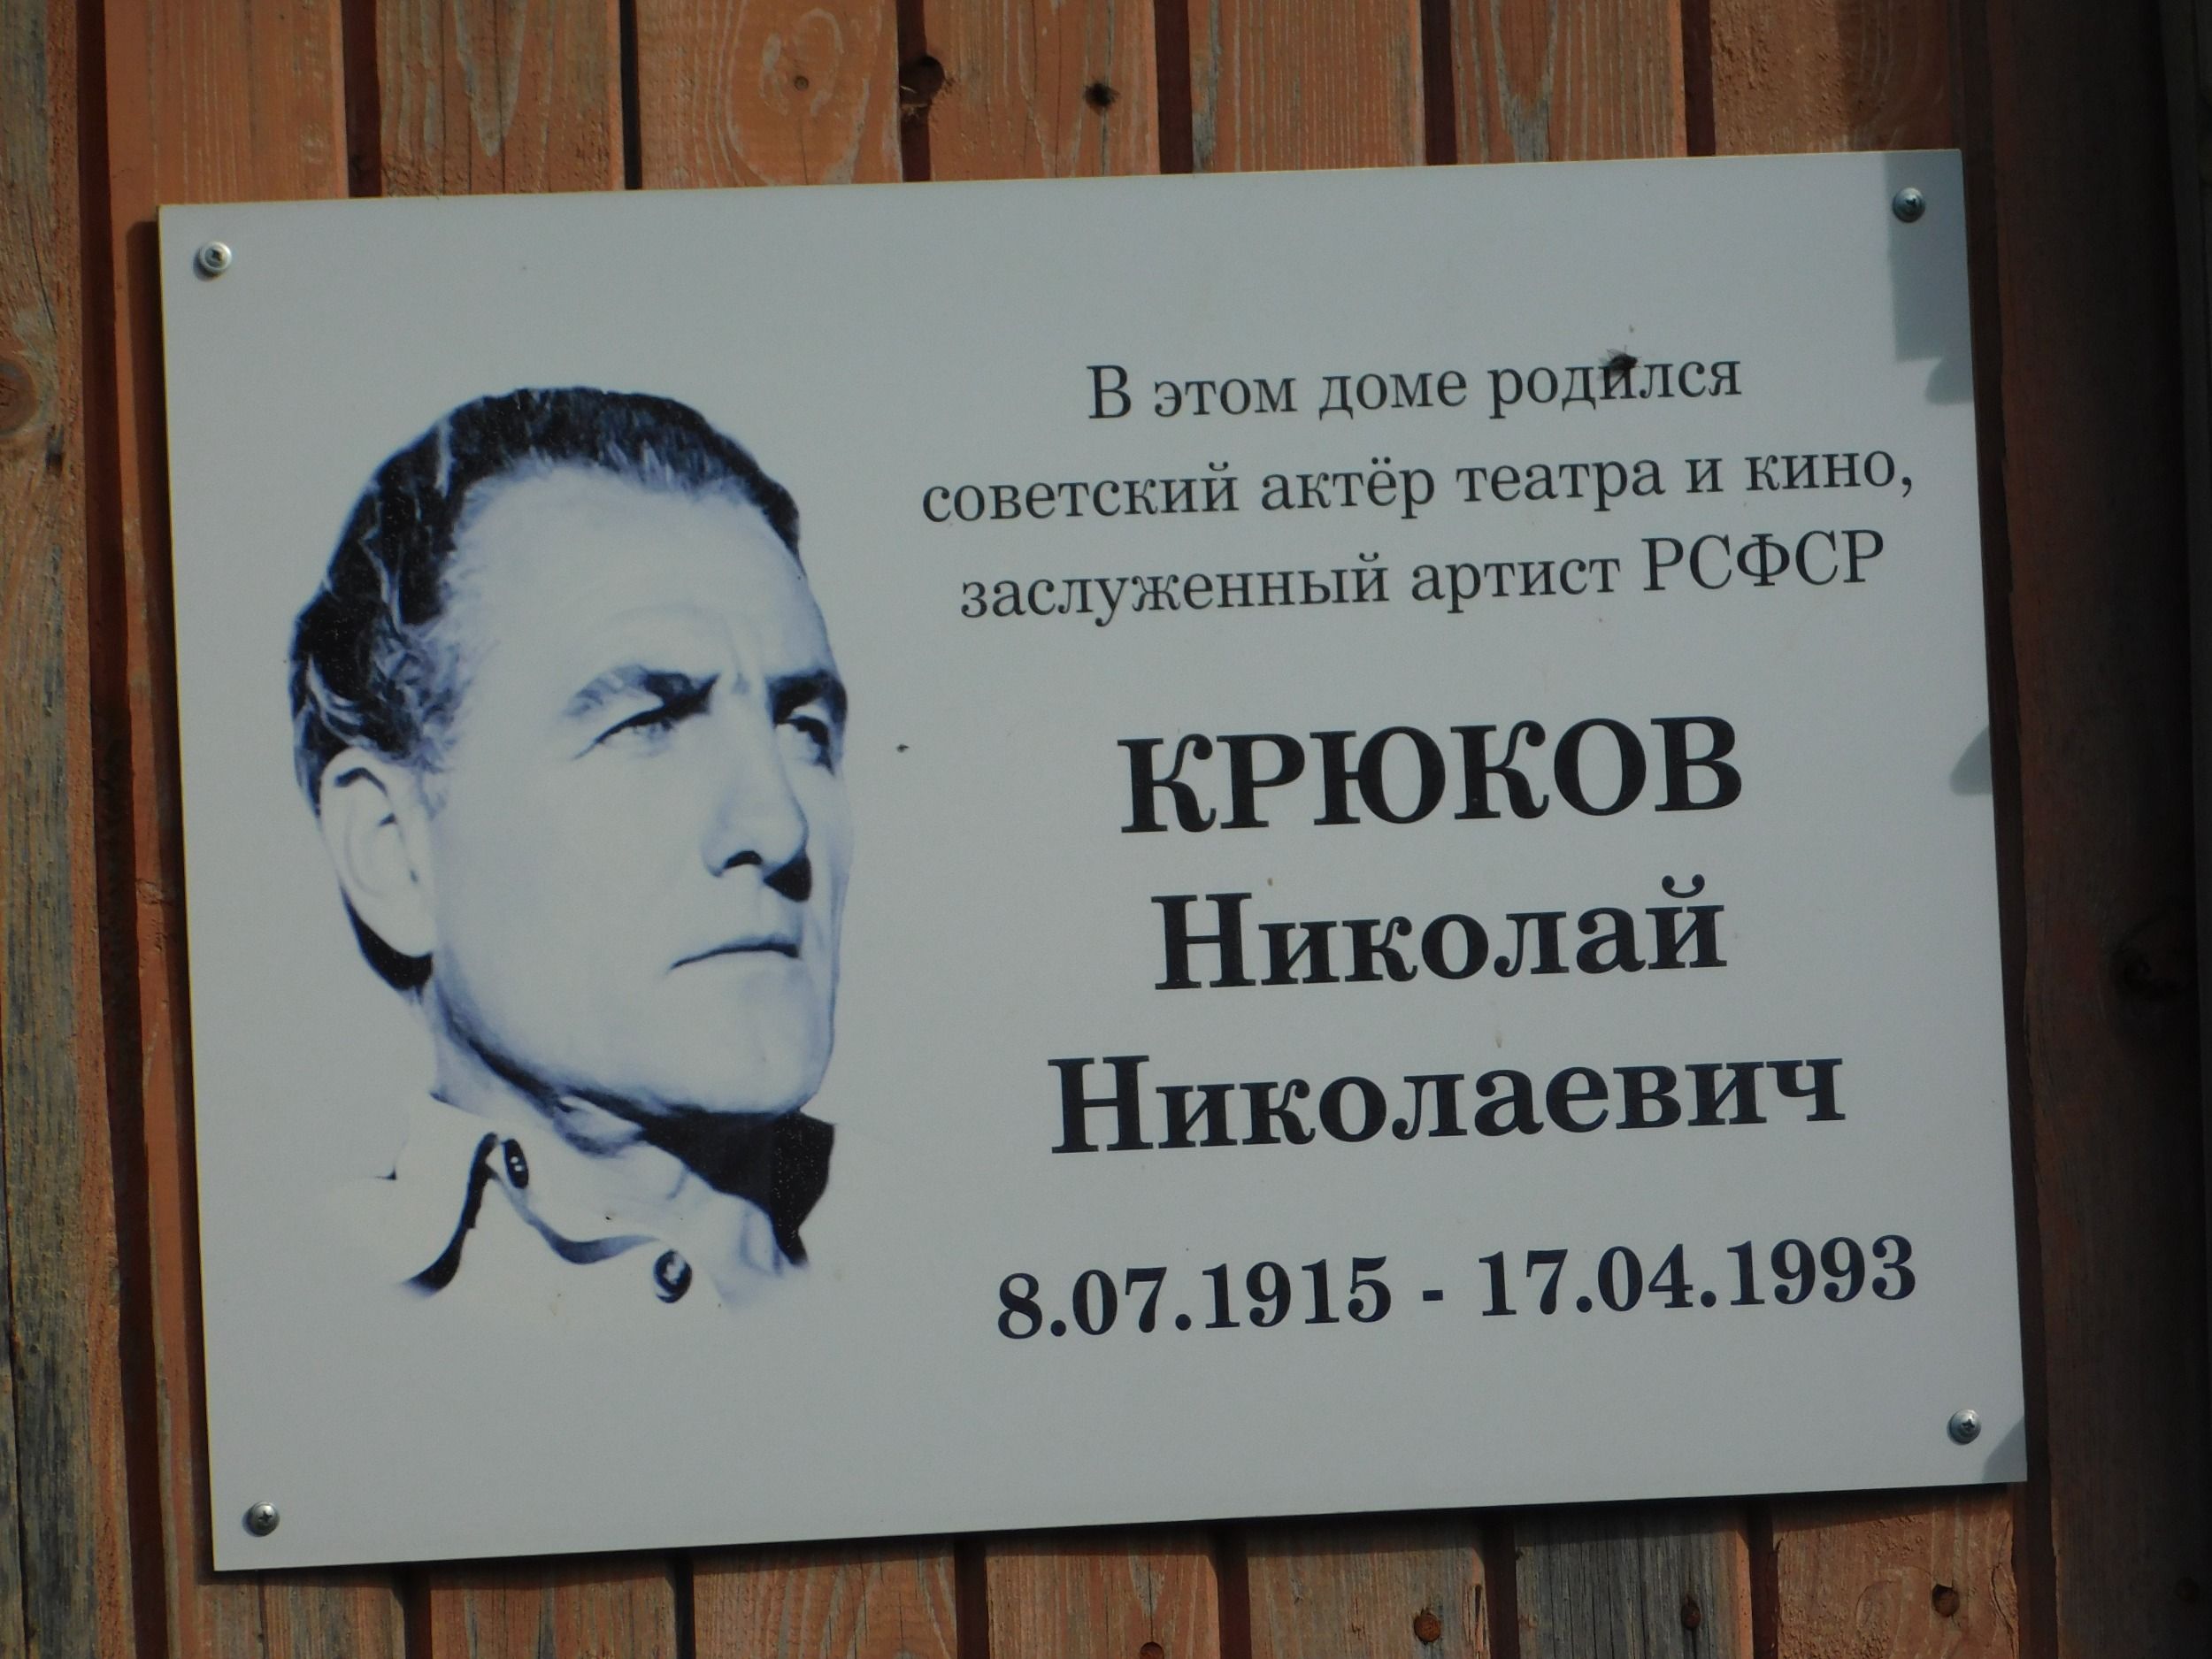 В этом доме родился
советский актёр театра и кино,
заслуженный артист РСФСР
КРЮКОВ
Николай
Николаевич
8.07.1915 - 17.04.1993